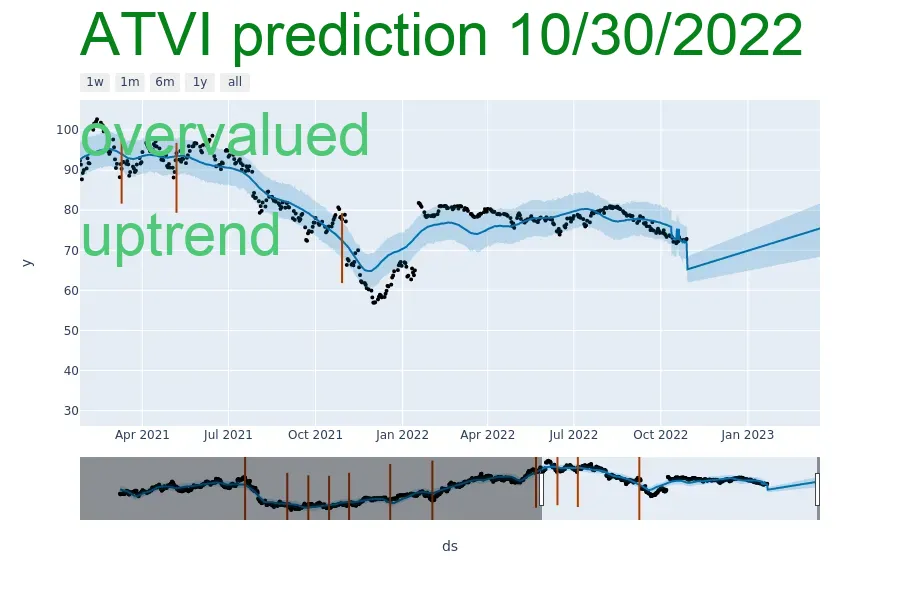 ATVI prediction 10/30/2022
1w 1m 6m 1y all
overvalued
uptrend
100
90
80
70
60
50
40
30
y
Apr 2021 Jul 2021 Oct 2021 Jan 2022 Apr 2022 Jul 2022 Oct 2022 Jan 2023
ds